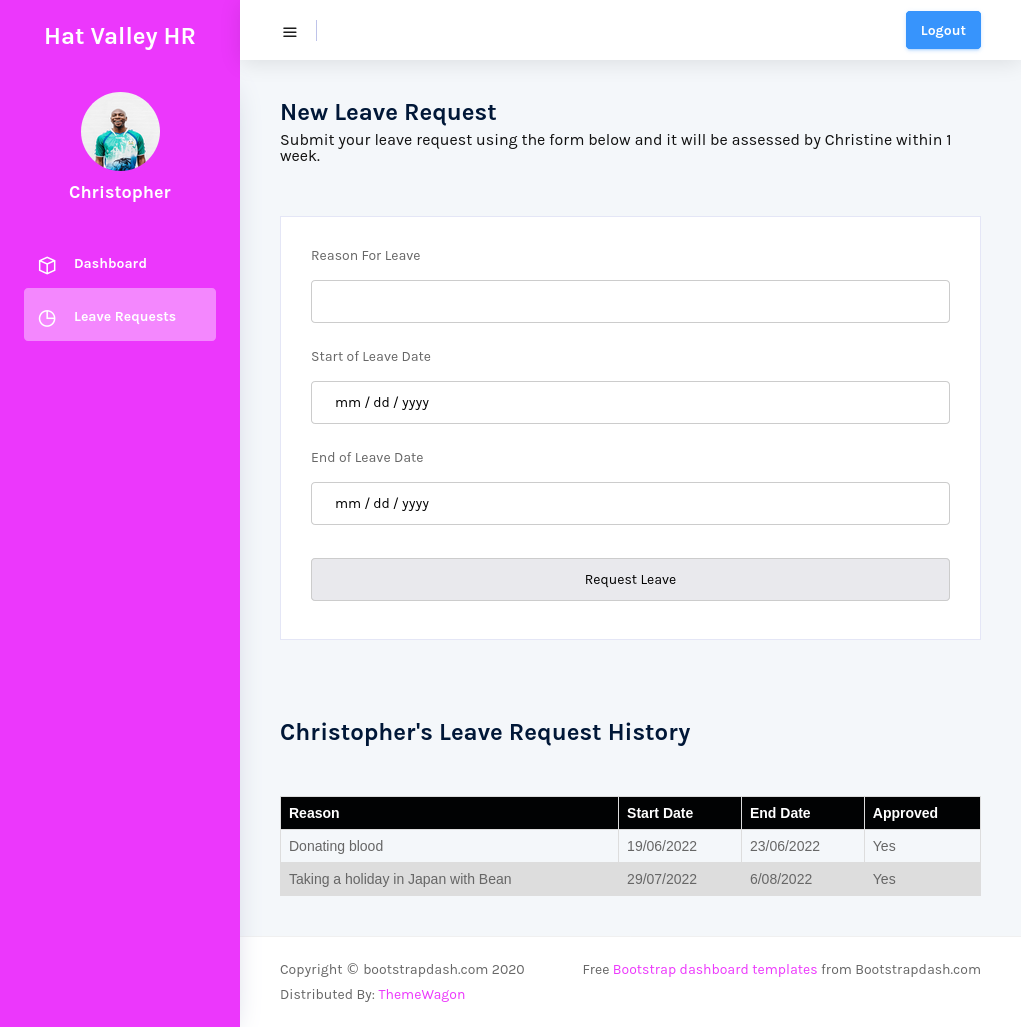 Hat Valley HR
Logout
Christopher
Dashboard
Leave Requests
New Leave Request
Submit your leave request using the form below and it will be assessed by Christine within 1
week.
Reason For Leave
Start of Leave Date
mm / dd / yyyy
End of Leave Date
mm / dd / yyyy
Request Leave
Christopher's Leave Request History
Reason Start Date End Date Approved
Donating blood 19/06/2022 23/06/2022 Yes
Taking a holiday in Japan with Bean 29/07/2022 6/08/2022 Yes
Copyright © bootstrapdash.com 2020 Free Bootstrap dashboard templates from Bootstrapdash.com
Distributed By: ThemeWagon